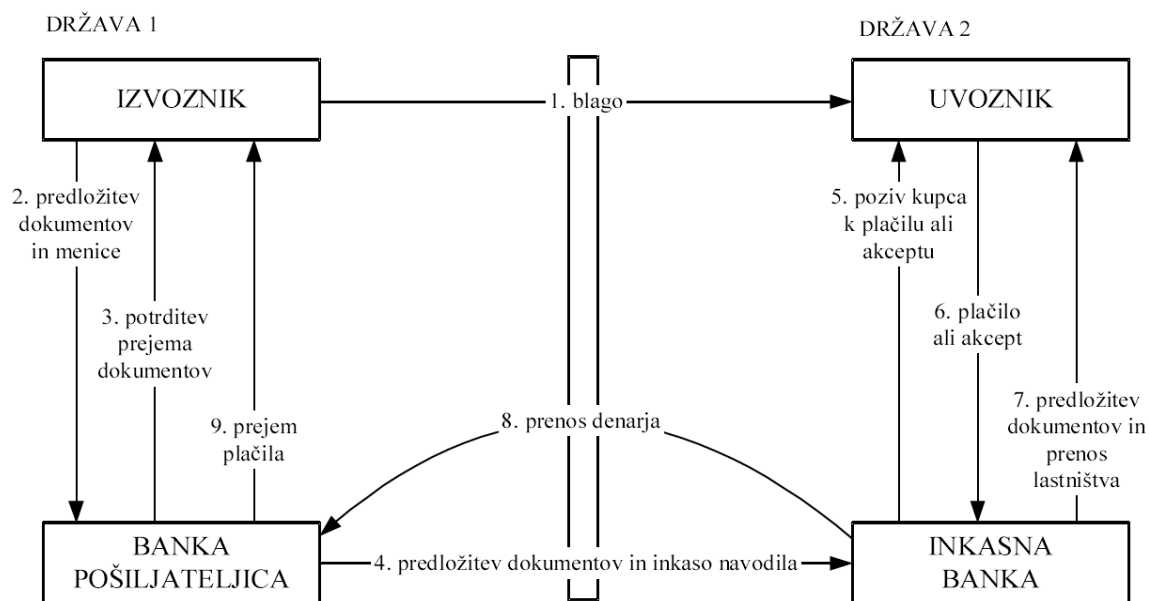 DRŽAVA 1
DRŽAVA 2
IZVOZNIK
1. blago
UVOZNIK
2. predložitev
dokumentov
in menice
3. potrditev
prejema
dokumentov
9. prejem
plačila
5. poziv kupca
k plačilu ali
akceptu
6. plačilo
ali akcept
7. predložitev
dokumentov in
prenos
lastništva
8. prenos denarja
BANKA
POŠILJATELJICA
4. predložitev dokumentov in inkaso navodila
INKASNA
BANKA